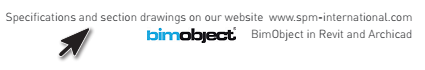 Specifications and section drawings on our website www.spm-international.com
bimobject® BimObject in Revit and Archicad